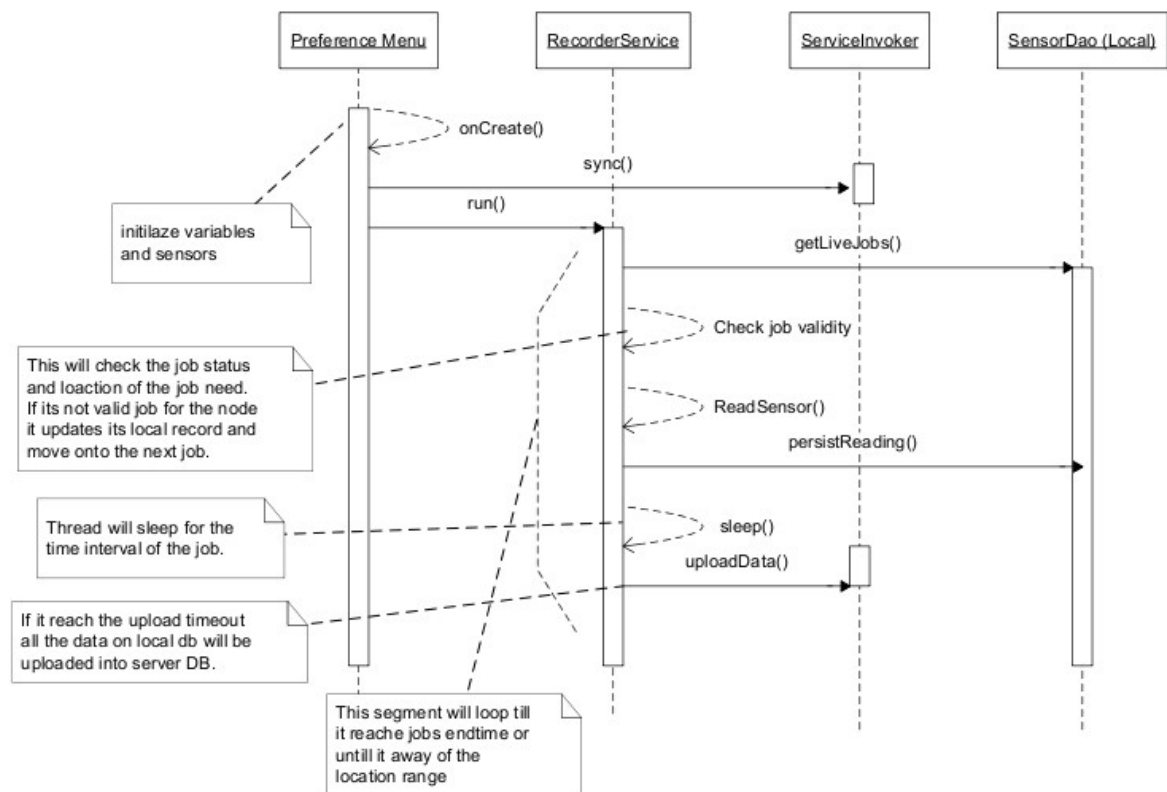 Preference Menu
RecorderService
ServiceInvoker
SensorDao (Local)
onCreate()
sync()
run()
initilaze variables
and sensors
getLiveJobs()
Check job validity
This will check the job status
and loaction of the job need.
If its not valid job for the node
it updates its local record and
move onto the next job.
ReadSensor()
persistReading()
Thread will sleep for the
time interval of the job.
sleep()
uploadData()
If it reach the upload timeout
all the data on local db will be
uploaded into server DB.
This segment will loop till
it reache jobs endtime or
untill it away of the
location range